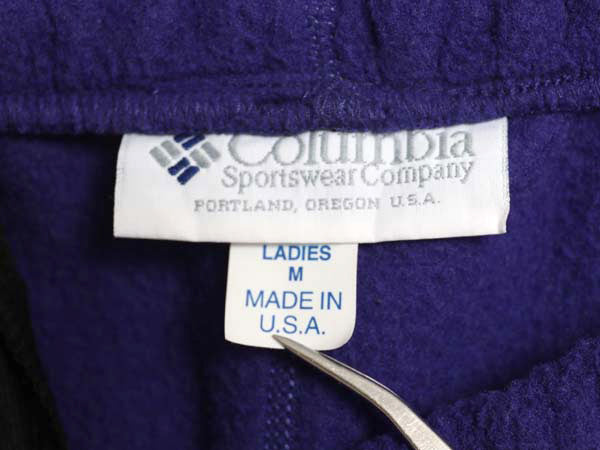 Columbia
Sportswear Company
PORTLAND, OREGON U.S.A.
LADIES
M
MADE IN
U.S.A.